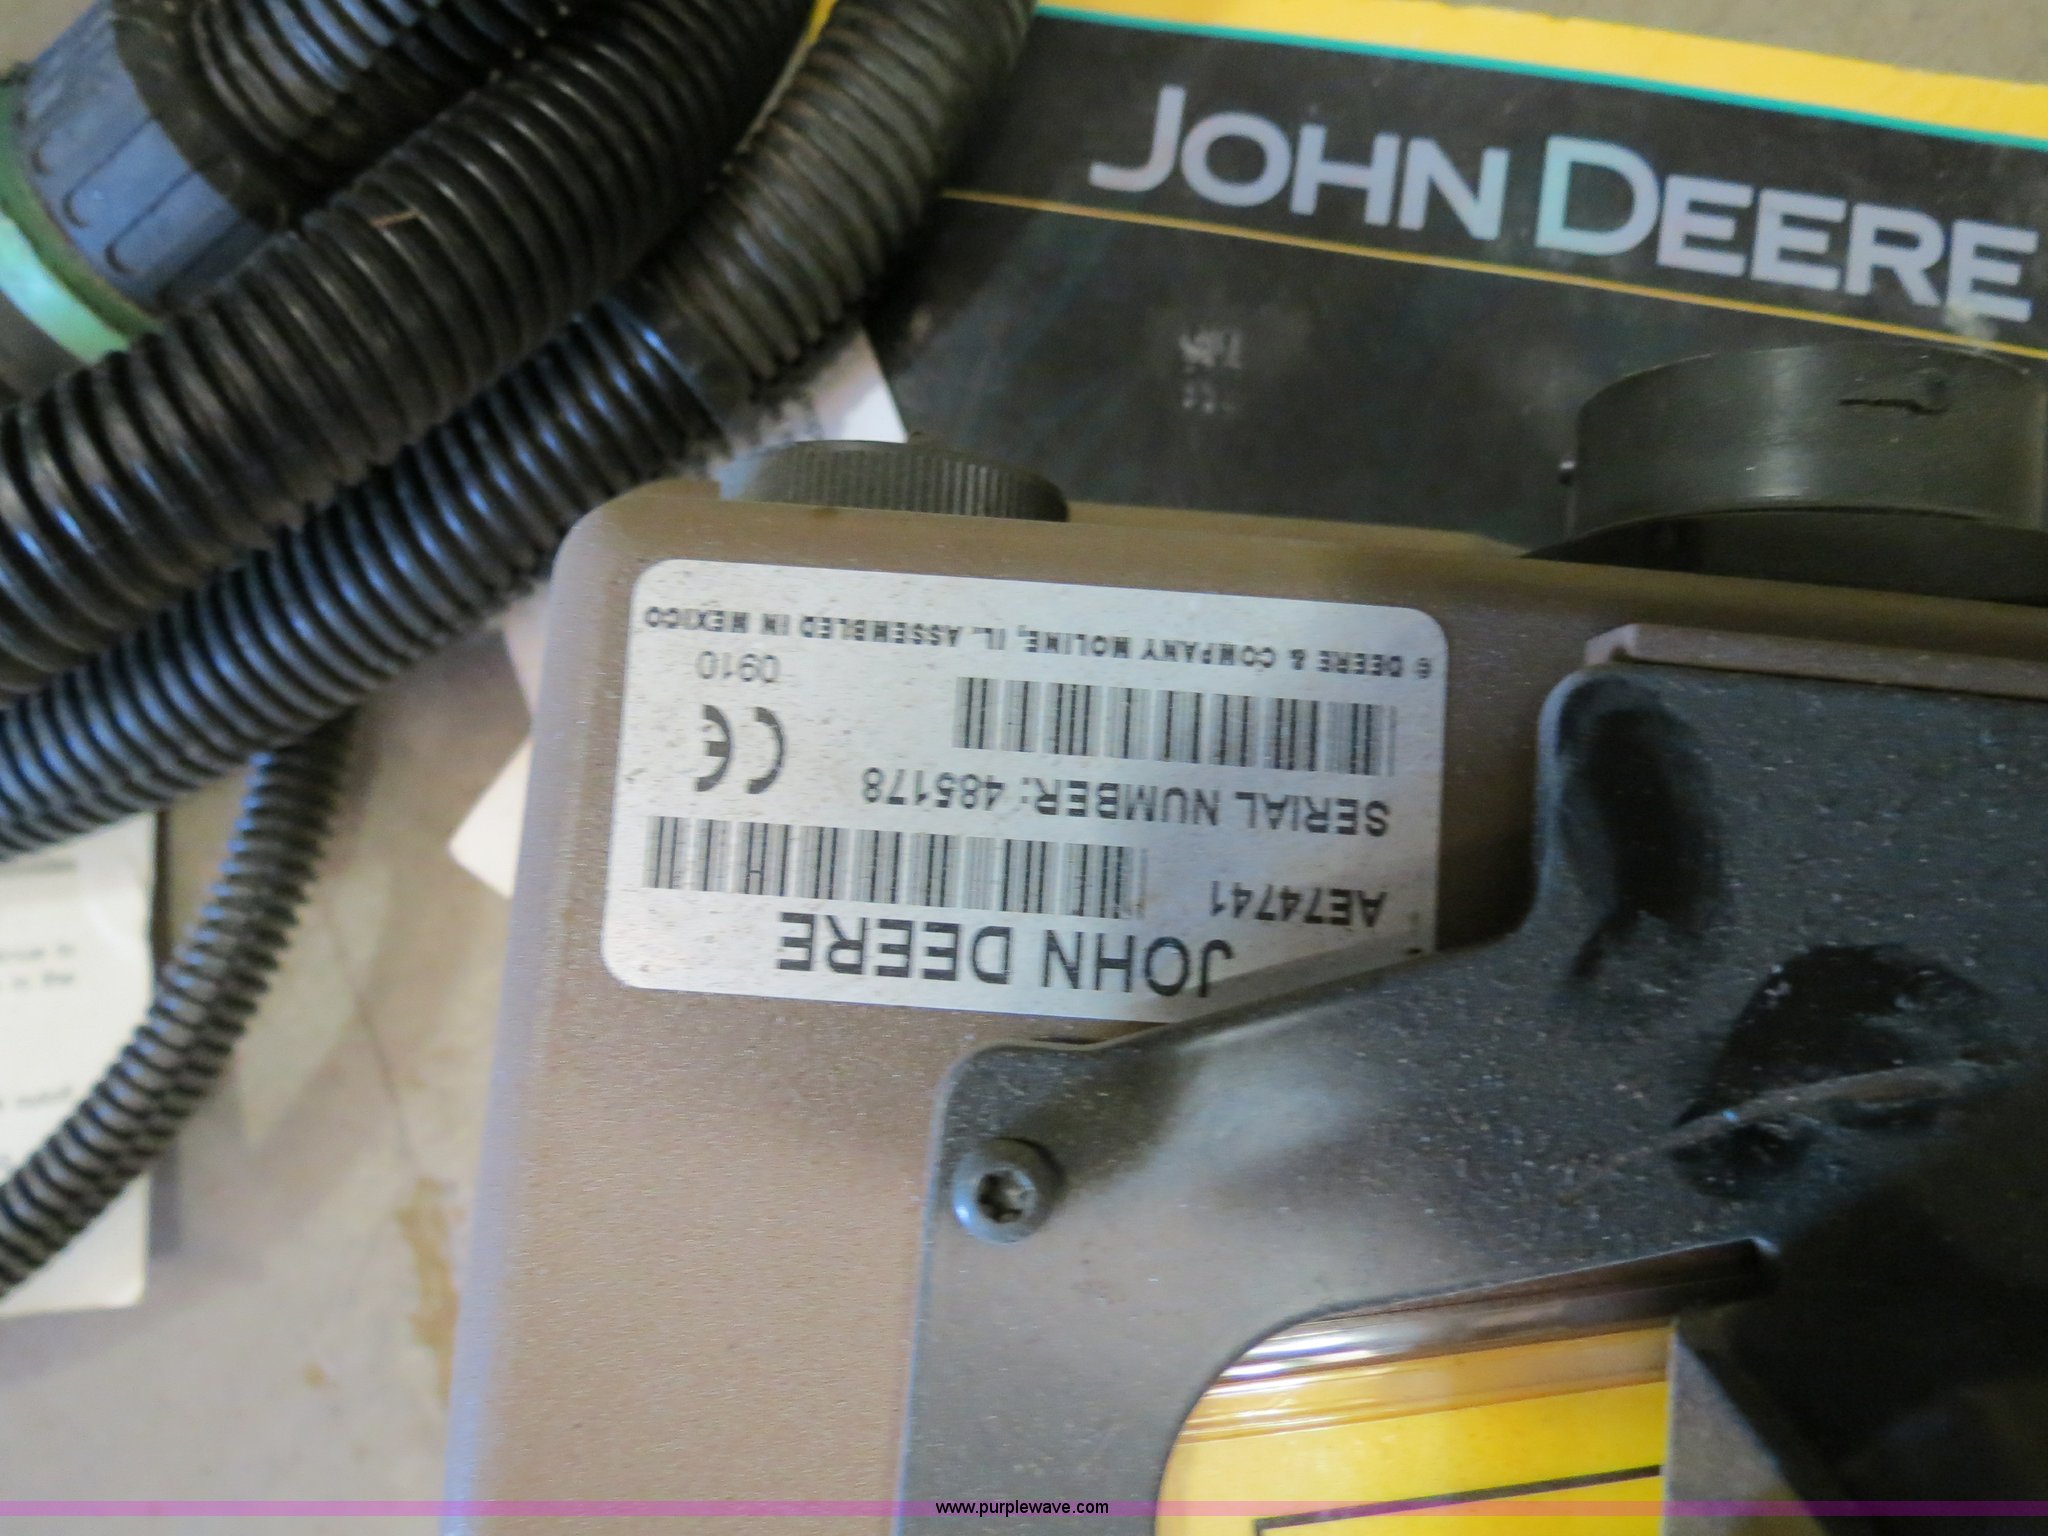 JOHN DEERE
JOHN DEERE
AE74741
SERIAL NUMBER: 485178
CE
0910
© DEERE & COMPANY MOLINE, IL. ASSEMBLED IN MEXICO
www.purplewave.com